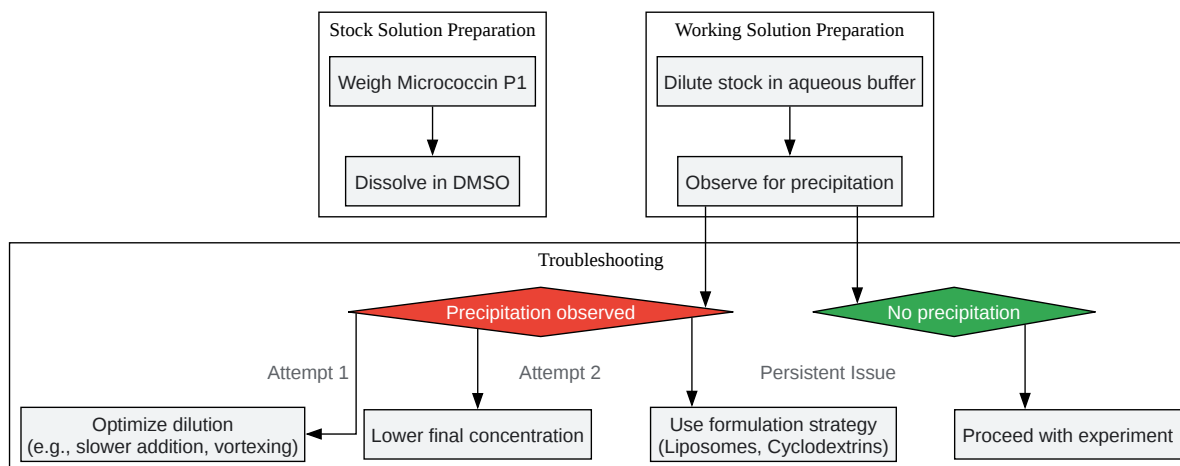 Stock Solution Preparation
Working Solution Preparation
Weigh Micrococcin P1
Dilute stock in aqueous buffer
Dissolve in DMSO
Observe for precipitation
Troubleshooting
Precipitation observed
No precipitation
Attempt 1
Attempt 2
Persistent Issue
Optimize dilution
(e.g., slower addition, vortexing)
Lower final concentration
Use formulation strategy
(Liposomes, Cyclodextrins)
Proceed with experiment